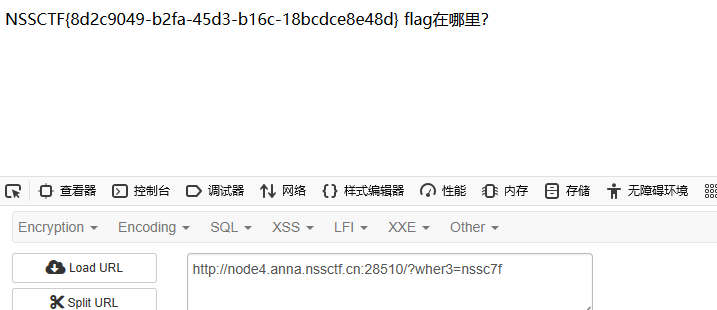 NSSCTF{8d2c9049-b2fa-45d3-b16c-18bcdce8e48d} flag在哪里?
查看器 控制台 调试器 网络 样式编辑器 性能 内存 存储 无障碍环境
Encryption Encoding SQL XSS LFI XXE Other
Load URL http://node4.anna.nssctf.cn:28510/?wher3=nssc7f
Split URL